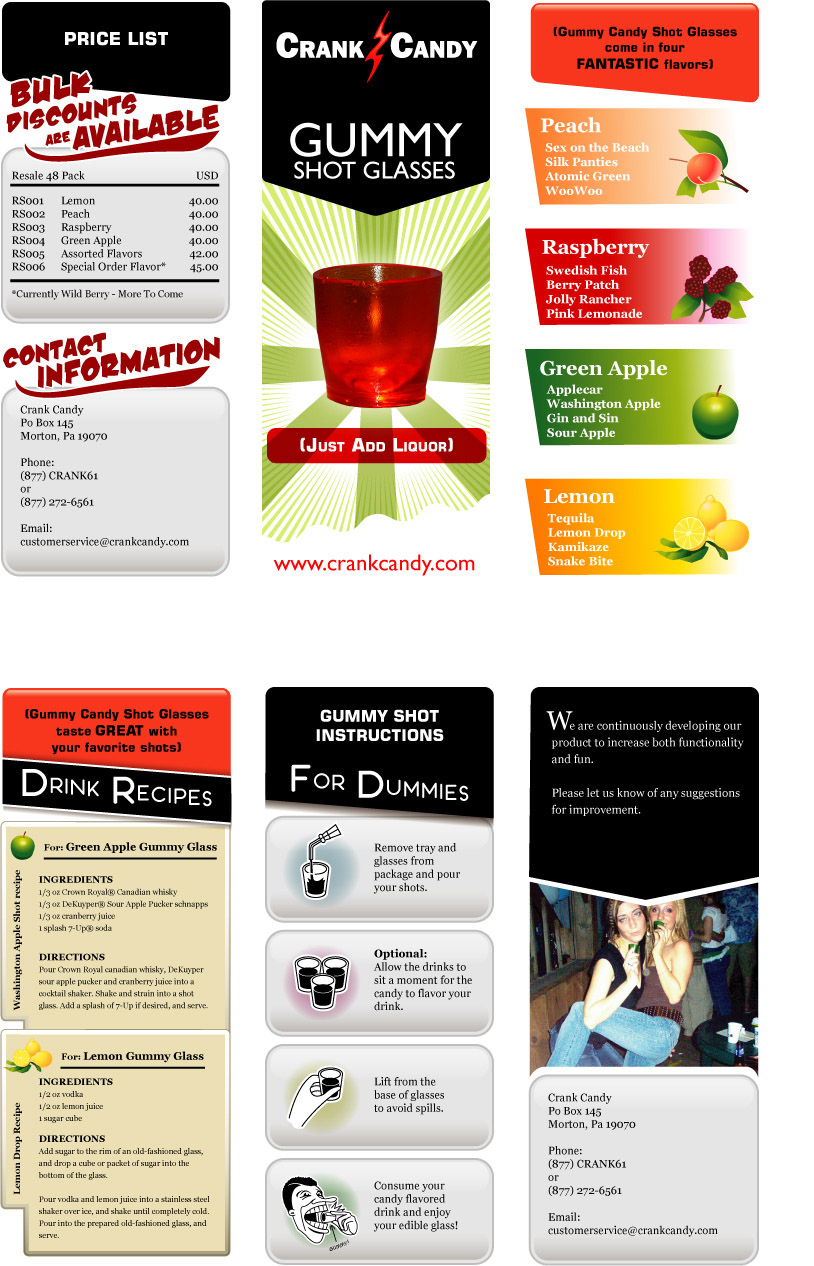 PRICE LIST
BULK
DISCOUNTS
ARE AVAILABLE
Resale 48 Pack USD
RS001 Lemon 40.00
RS002 Peach 40.00
RS003 Raspberry 40.00
RS004 Green Apple 40.00
RS005 Assorted Flavors 42.00
RS006 Special Order Flavor* 45.00
*Currently Wild Berry - More To Come
CONTACT
INFORMATION
Crank Candy
Po Box 145
Morton, Pa 19070
Phone:
(877) CRANK61
or
(877) 272-6561
Email:
customerservice@crankcandy.com
CRANK CANDY
GUMMY
SHOT GLASSES
(JUST ADD LIQUOR)
www.crankcandy.com
(Gummy Candy Shot Glasses
come in four
FANTASTIC flavors)
Peach
Sex on the Beach
Silk Panties
Atomic Green
WooWoo
Raspberry
Swedish Fish
Berry Patch
Jolly Rancher
Pink Lemonade
Green Apple
Applecar
Washington Apple
Gin and Sin
Sour Apple
Lemon
Tequila
Lemon Drop
Kamikaze
Snake Bite
(Gummy Candy Shot Glasses
taste GREAT with
your favorite shots)
DRINK RECIPES
Washington Apple Shot recipe
For: Green Apple Gummy Glass
INGREDIENTS
1/3 oz Crown Royal® Canadian whisky
1/3 oz DeKuyper® Sour Apple Pucker schnapps
1/3 oz cranberry juice
1 splash 7-Up® soda
DIRECTIONS
Pour Crown Royal canadian whisky, DeKuyper
sour apple pucker and cranberry juice into a
cocktail shaker. Shake and strain into a shot
glass. Add a splash of 7-Up if desired, and serve.
Lemon Drop Recipe
For: Lemon Gummy Glass
INGREDIENTS
1/2 oz vodka
1/2 oz lemon juice
1 sugar cube
DIRECTIONS
Add sugar to the rim of an old-fashioned glass,
and drop a cube or packet of sugar into the
bottom of the glass.
Pour vodka and lemon juice into a stainless steel
shaker over ice, and shake until completely cold.
Pour into the prepared old-fashioned glass, and
serve.
GUMMY SHOT
INSTRUCTIONS
FOR DUMMIES
Remove tray and
glasses from
package and pour
your shots.
Optional:
Allow the drinks to
sit a moment for the
candy to flavor your
drink.
Lift from the
base of glasses
to avoid spills.
Consume your
candy flavored
drink and enjoy
your edible glass!
We are continuously developing our
product to increase both functionality
and fun.
Please let us know of any suggestions
for improvement.
Crank Candy
Po Box 145
Morton, Pa 19070
Phone:
(877) CRANK61
or
(877) 272-6561
Email:
customerservice@crankcandy.com